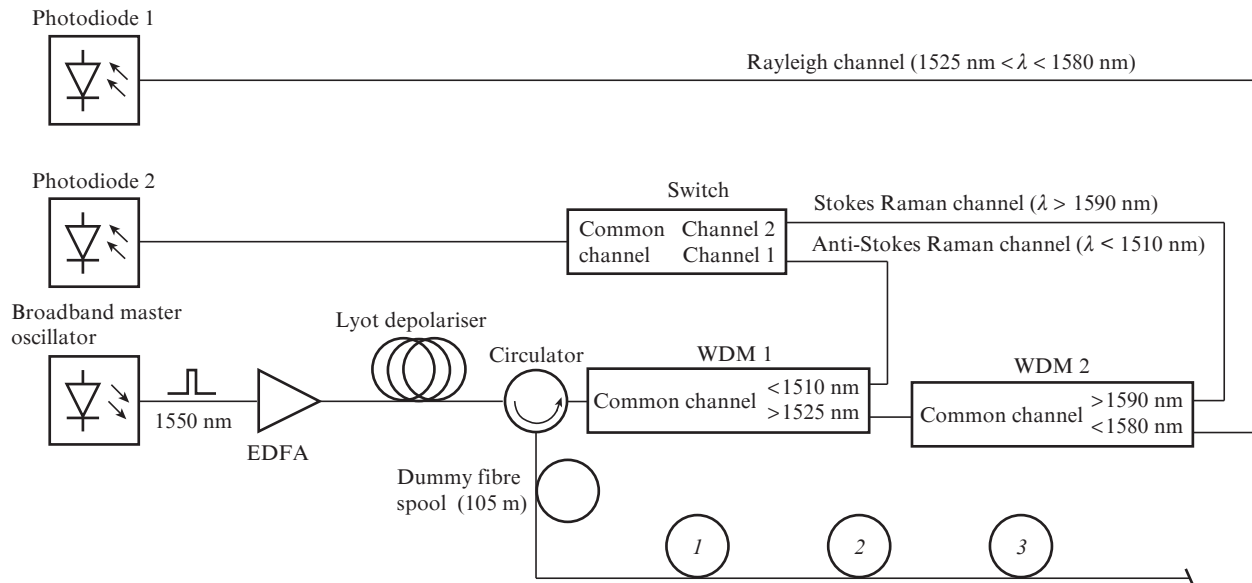 Photodiode 1
Rayleigh channel (1525 nm < λ < 1580 nm)
Photodiode 2
Switch
Common channel
Channel 2
Channel 1
Stokes Raman channel (λ > 1590 nm)
Anti-Stokes Raman channel (λ < 1510 nm)
Broadband master
oscillator
1550 nm
EDFA
Lyot depolariser
Circulator
WDM 1
Common channel
<1510 nm
>1525 nm
WDM 2
Common channel
>1590 nm
<1580 nm
Dummy fibre
spool (105 m)
1
2
3